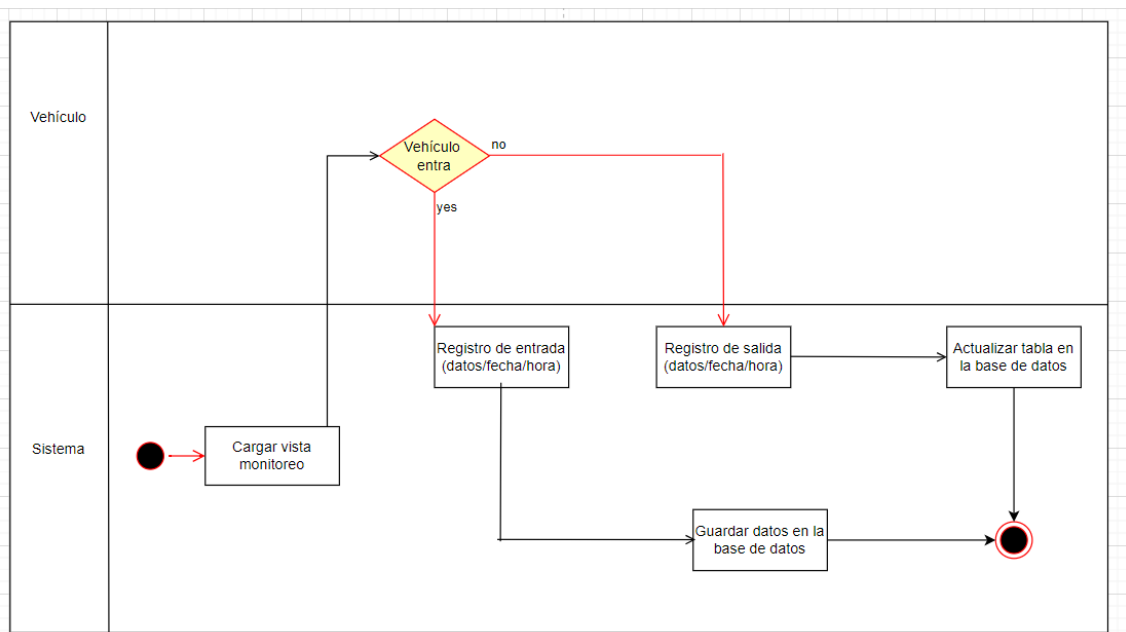 Vehículo
Vehículo
entra
no
yes
Sistema
Cargar vista
monitoreo
Registro de entrada
(datos/fecha/hora)
Registro de salida
(datos/fecha/hora)
Actualizar tabla en
la base de datos
Guardar datos en la
base de datos